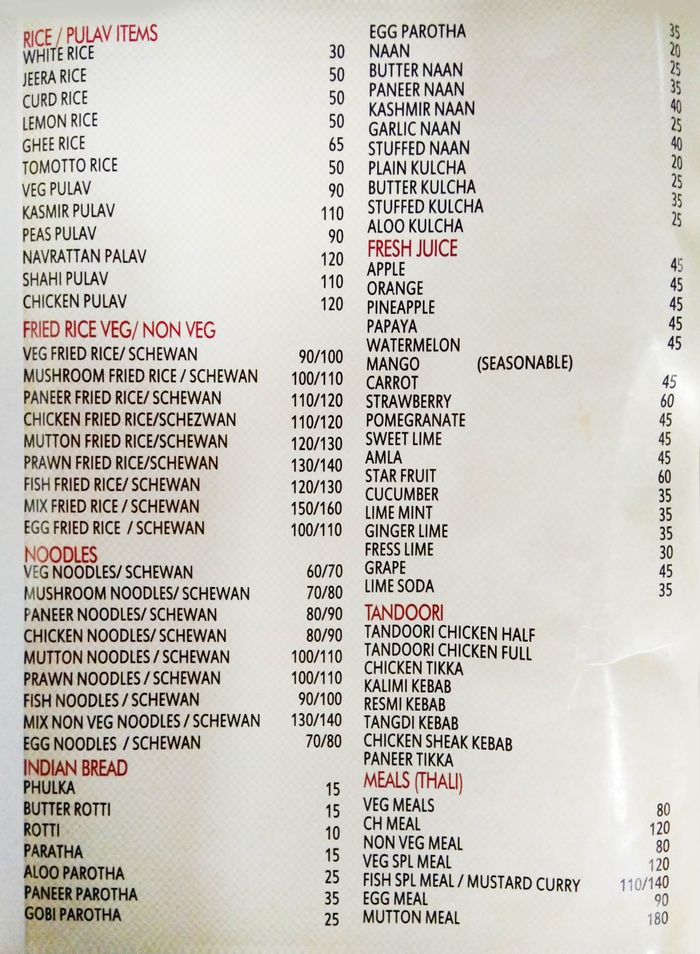 RICE / PULAV ITEMS
WHITE RICE 30
JEERA RICE 50
CURD RICE 50
LEMON RICE 50
GHEE RICE 65
TOMOTTO RICE 50
VEG PULAV 90
KASMIR PULAV 110
PEAS PULAV 90
NAVRATTAN PALAV 120
SHAHI PULAV 110
CHICKEN PULAV 120
FRIED RICE VEG/ NON VEG
VEG FRIED RICE/ SCHEWAN 90/100
MUSHROOM FRIED RICE / SCHEWAN 100/110
PANEER FRIED RICE/ SCHEWAN 110/120
CHICKEN FRIED RICE/SCHEZWAN 110/120
MUTTON FRIED RICE/SCHEWAN 120/130
PRAWN FRIED RICE/SCHEWAN 130/140
FISH FRIED RICE/ SCHEWAN 120/130
MIX FRIED RICE / SCHEWAN 150/160
EGG FRIED RICE / SCHEWAN 100/110
NOODLES
VEG NOODLES/ SCHEWAN 60/70
MUSHROOM NOODLES/ SCHEWAN 70/80
PANEER NOODLES/ SCHEWAN 80/90
CHICKEN NOODLES/ SCHEWAN 80/90
MUTTON NOODLES / SCHEWAN 100/110
PRAWN NOODLES / SCHEWAN 100/110
FISH NOODLES / SCHEWAN 90/100
MIX NON VEG NOODLES / SCHEWAN 130/140
EGG NOODLES / SCHEWAN 70/80
INDIAN BREAD
PHULKA 15
BUTTER ROTTI 15
ROTTI 10
PARATHA 15
ALOO PAROTHA 25
PANEER PAROTHA 35
GOBI PAROTHA 25
EGG PAROTHA 35
NAAN 20
BUTTER NAAN 25
PANEER NAAN 35
KASHMIR NAAN 40
GARLIC NAAN 25
STUFFED NAAN 40
PLAIN KULCHA 20
BUTTER KULCHA 25
STUFFED KULCHA 35
ALOO KULCHA 25
FRESH JUICE
APPLE 45
ORANGE 45
PINEAPPLE 45
PAPAYA 45
WATERMELON 45
MANGO (SEASONABLE)
CARROT 45
STRAWBERRY 60
POMEGRANATE 45
SWEET LIME 45
AMLA 45
STAR FRUIT 60
CUCUMBER 35
LIME MINT 35
GINGER LIME 35
FRESS LIME 30
GRAPE 45
LIME SODA 35
TANDOORI
TANDOORI CHICKEN HALF
TANDOORI CHICKEN FULL
CHICKEN TIKKA
KALIMI KEBAB
RESMI KEBAB
TANGDI KEBAB
CHICKEN SHEAK KEBAB
PANEER TIKKA
MEALS (THALI)
VEG MEALS 80
CH MEAL 120
NON VEG MEAL 80
VEG SPL MEAL 120
FISH SPL MEAL / MUSTARD CURRY 110/140
EGG MEAL 90
MUTTON MEAL 180